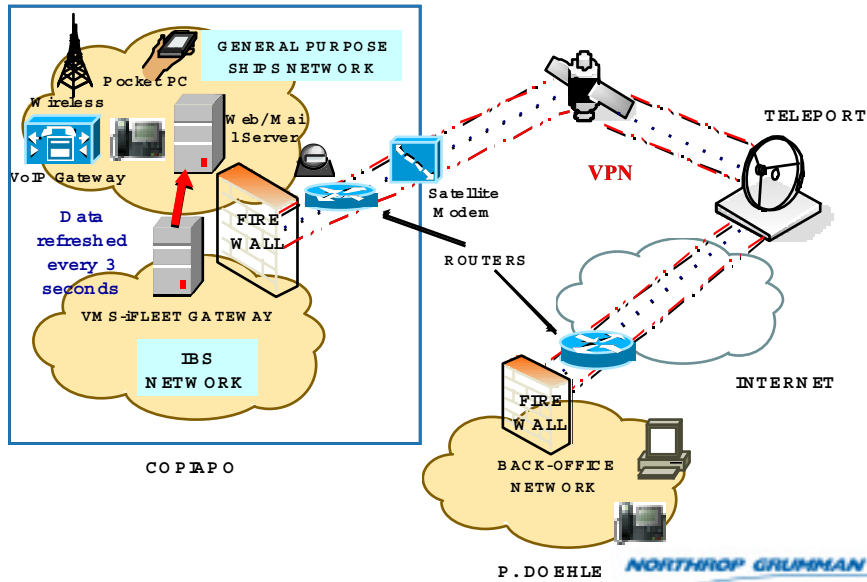 GENERAL PURPOSE
SHIPS NETWORK
Pocket PC
Wireless
Web/Mai
l Server
VoIP Gateway
Data
refreshed
every 3
seconds
FIRE
WALL
VMS-iFLEET GATEWAY
IBS
NETWORK
COPIAPO
Satellite
Modem
VPN
TELEPORT
ROUTERS
INTERNET
FIRE
WALL
BACK-OFFICE
NETWORK
P. DOEHLE
NORTHROP GRUMMAN